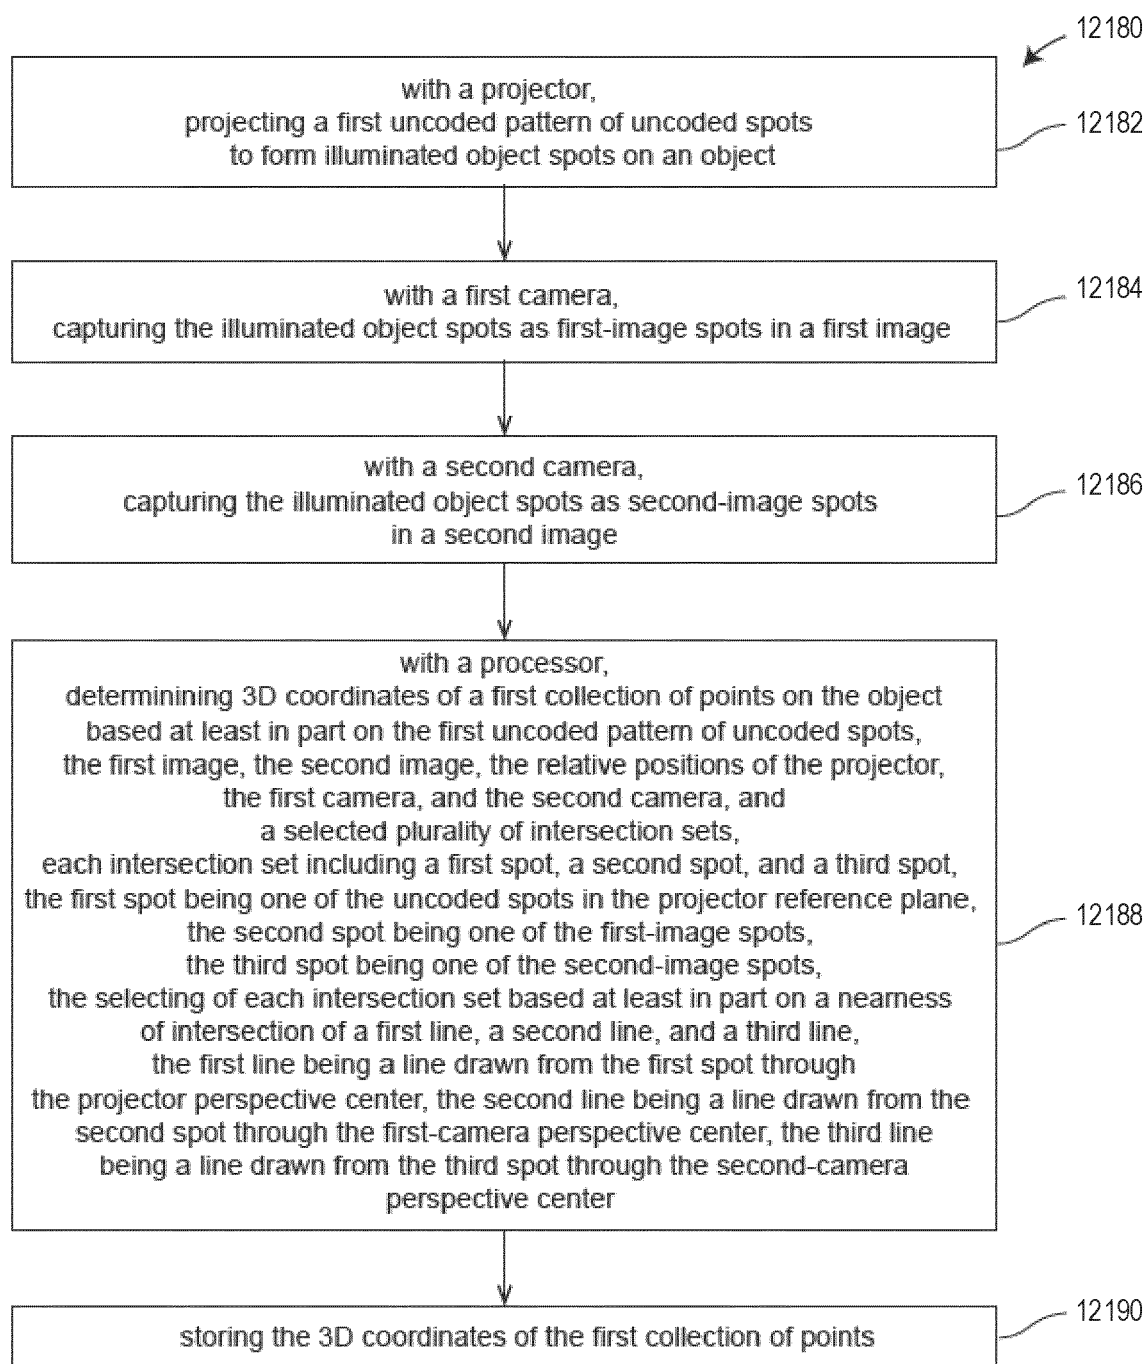 12180
with a projector,
projecting a first uncoded pattern of uncoded spots
to form illuminated object spots on an object
12182
with a first camera,
capturing the illuminated object spots as first-image spots in a first image
12184
with a second camera,
capturing the illuminated object spots as second-image spots
in a second image
12186
with a processor,
determinining 3D coordinates of a first collection of points on the object
based at least in part on the first uncoded pattern of uncoded spots,
the first image, the second image, the relative positions of the projector,
the first camera, and the second camera, and
a selected plurality of intersection sets,
each intersection set including a first spot, a second spot, and a third spot,
the first spot being one of the uncoded spots in the projector reference plane,
the second spot being one of the first-image spots,
the third spot being one of the second-image spots,
the selecting of each intersection set based at least in part on a nearness
of intersection of a first line, a second line, and a third line,
the first line being a line drawn from the first spot through
the projector perspective center, the second line being a line drawn from the
second spot through the first-camera perspective center, the third line
being a line drawn from the third spot through the second-camera
perspective center
12188
storing the 3D coordinates of the first collection of points
12190